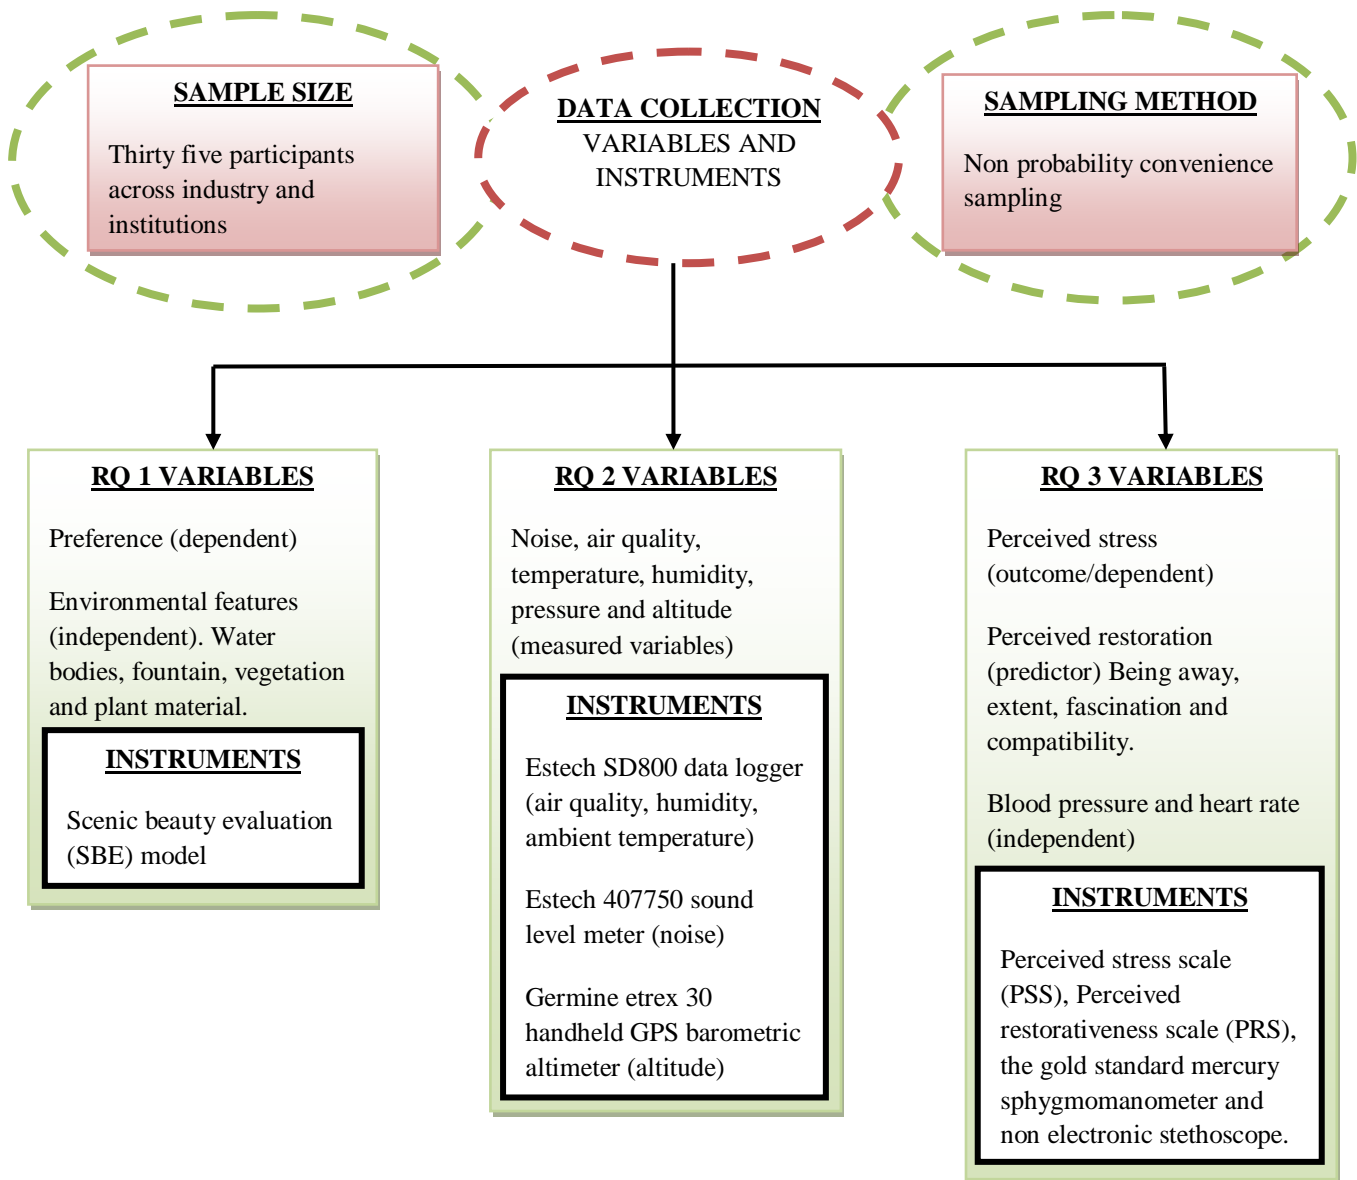 SAMPLE SIZE
Thirty five participants
across industry and
institutions
DATA COLLECTION
VARIABLES AND
INSTRUMENTS
SAMPLING METHOD
Non probability convenience
sampling
RQ 1 VARIABLES
Preference (dependent)
Environmental features
(independent). Water
bodies, fountain, vegetation
and plant material.
INSTRUMENTS
Scenic beauty evaluation
(SBE) model
RQ 2 VARIABLES
Noise, air quality,
temperature, humidity,
pressure and altitude
(measured variables)
INSTRUMENTS
Estech SD800 data logger
(air quality, humidity,
ambient temperature)
Estech 407750 sound
level meter (noise)
Germine etrex 30
handheld GPS barometric
altimeter (altitude)
RQ 3 VARIABLES
Perceived stress
(outcome/dependent)
Perceived restoration
(predictor) Being away,
extent, fascination and
compatibility.
Blood pressure and heart rate
(independent)
INSTRUMENTS
Perceived stress scale
(PSS), Perceived
restorativeness scale (PRS),
the gold standard mercury
sphygmomanometer and
non electronic stethoscope.